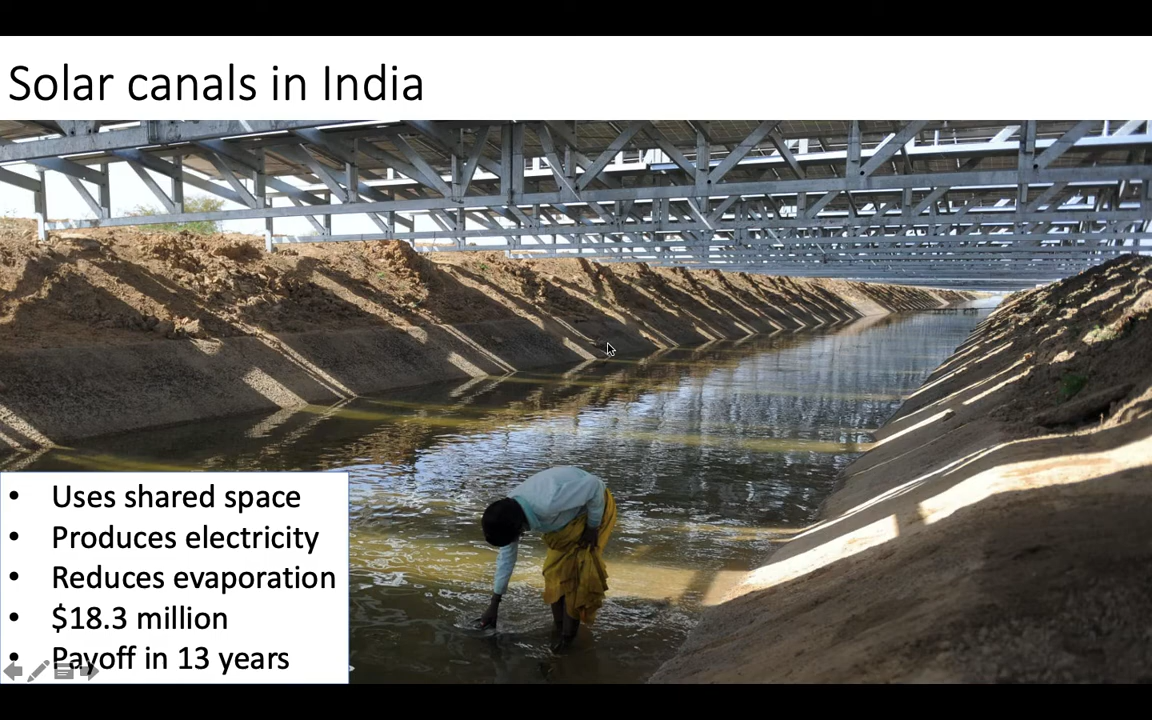 Solar canals in India
• Uses shared space
• Produces electricity
• Reduces evaporation
• $18.3 million
• Payoff in 13 years